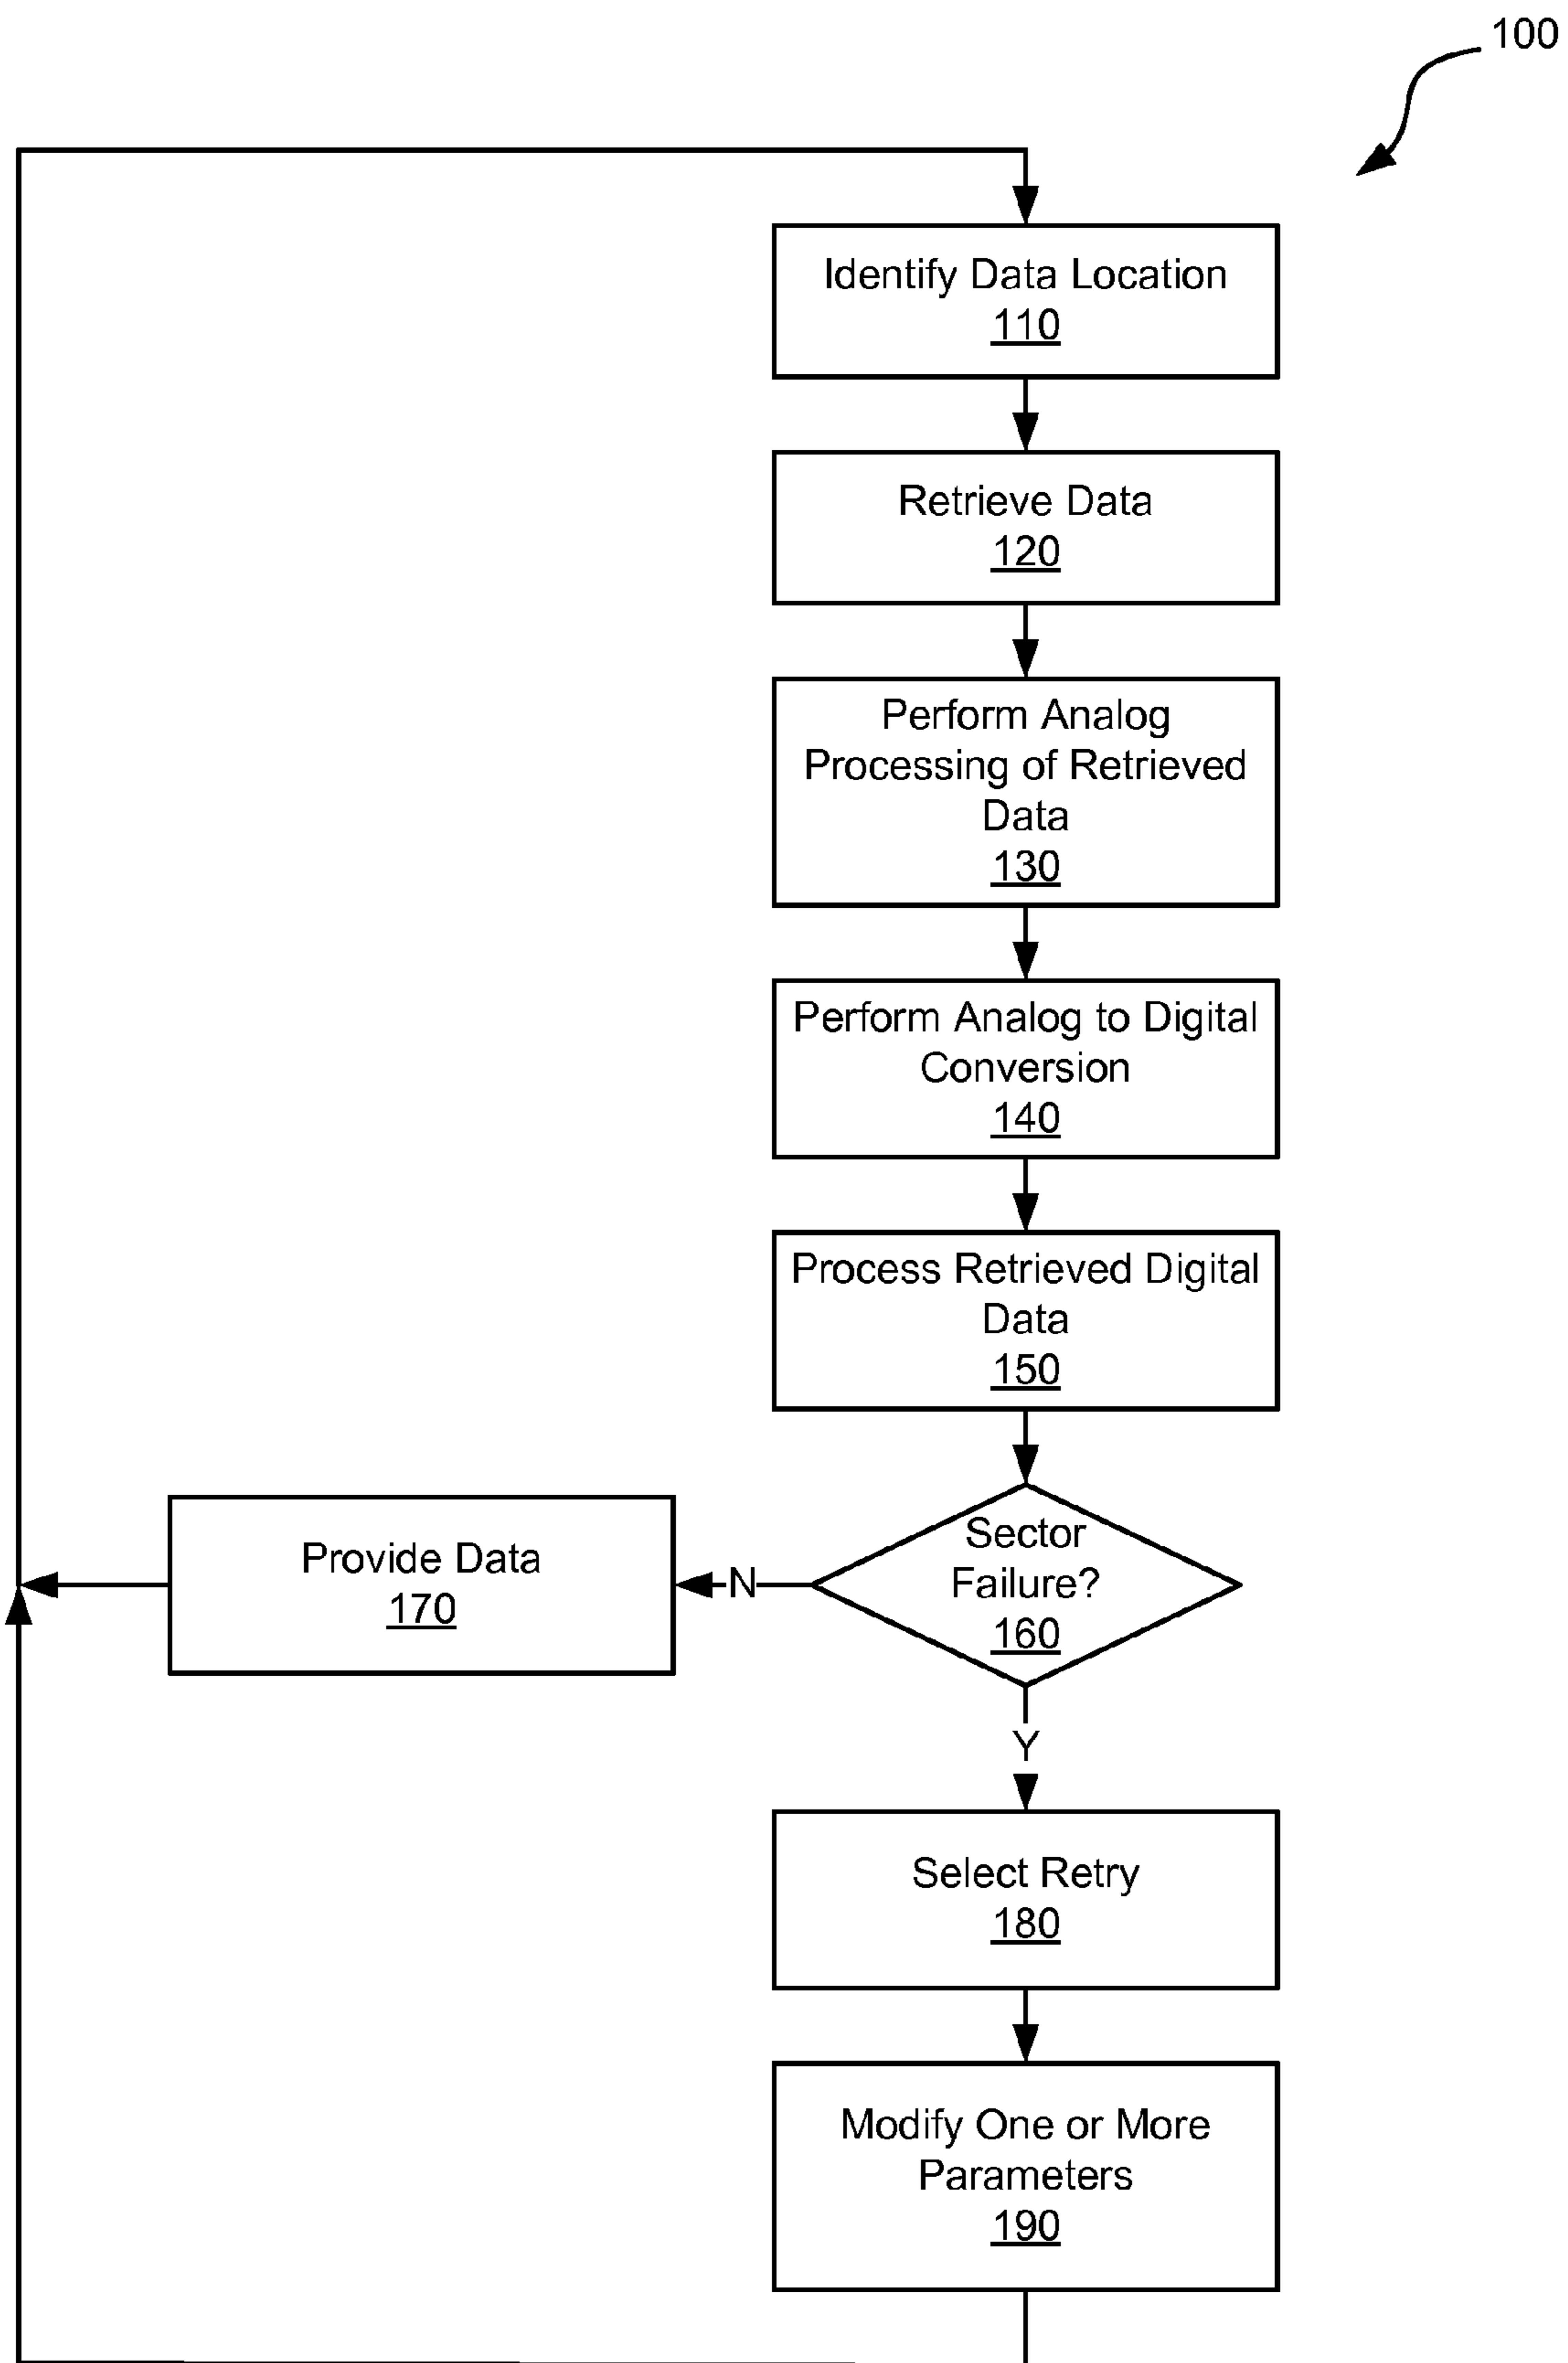 100
Identify Data Location
110
Retrieve Data
120
Perform Analog
Processing of Retrieved
Data
130
Perform Analog to Digital
Conversion
140
Process Retrieved Digital
Data
150
Sector
Failure?
160
N
Provide Data
170
Y
Select Retry
180
Modify One or More
Parameters
190